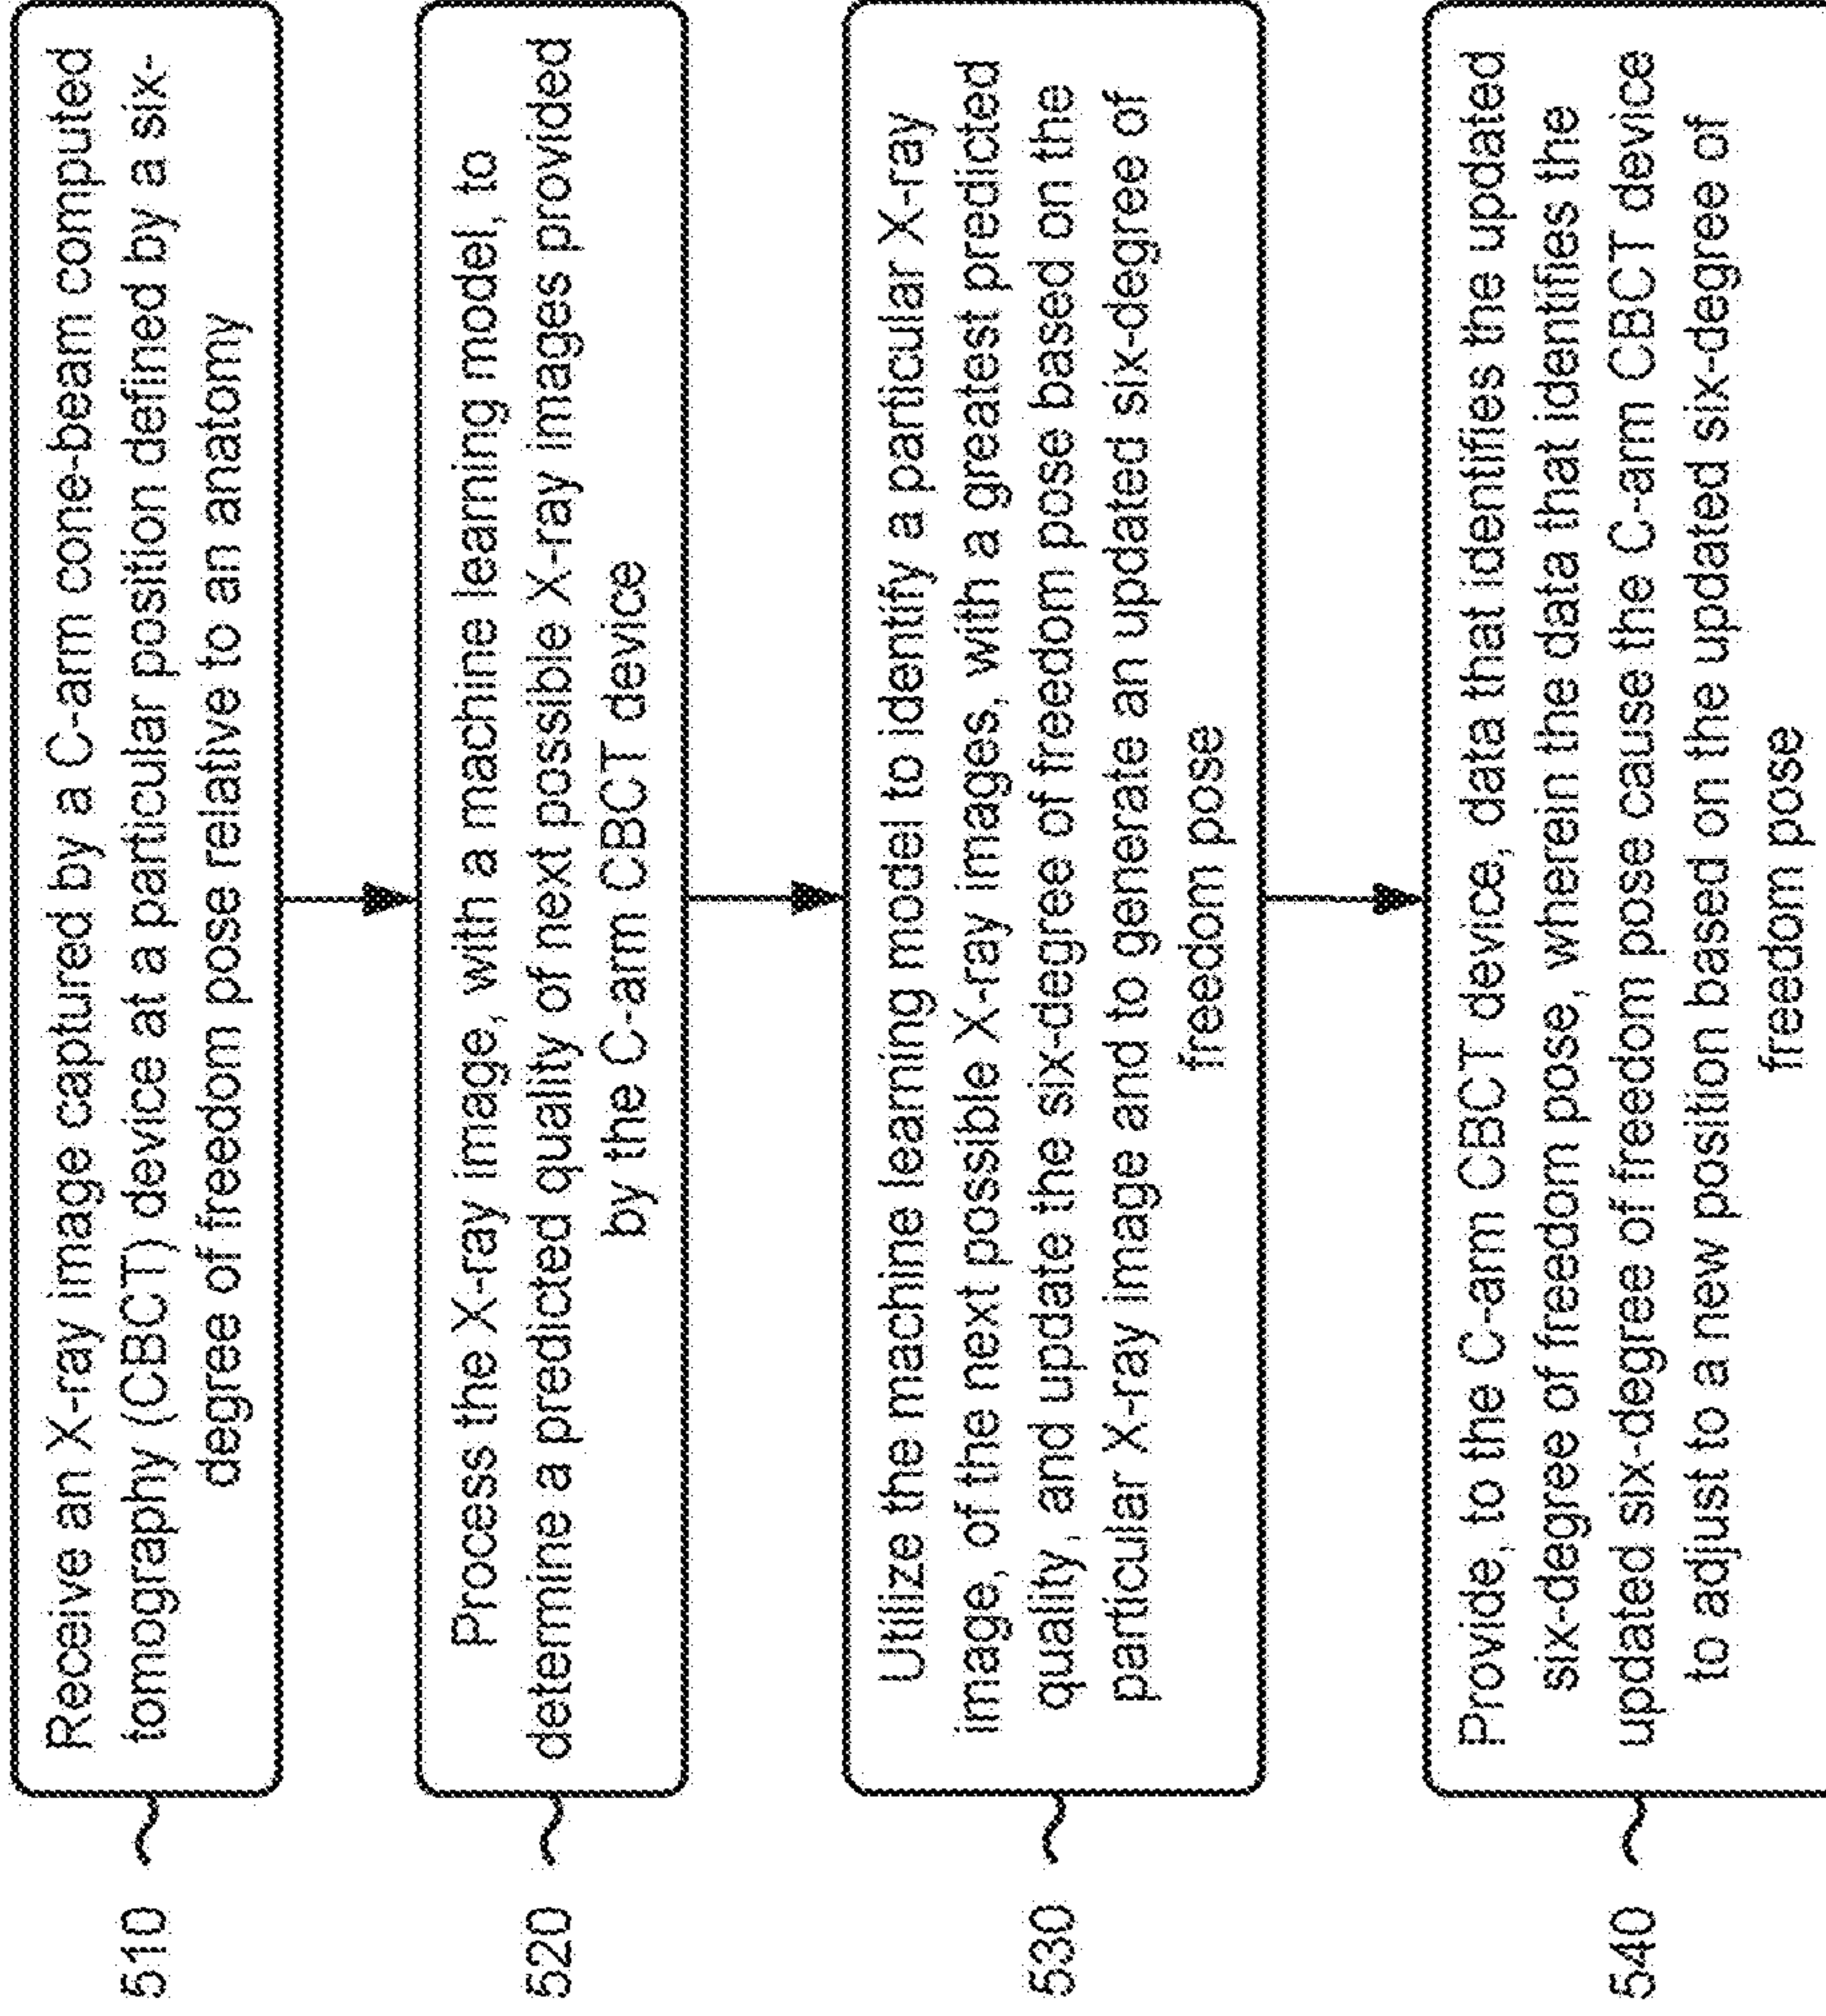 510
Receive an X-ray image captured by a C-arm cone-beam computed
tomography (CBCT) device at a particular position defined by a six-
degree of freedom pose relative to an anatomy
520
Process the X-ray image, with a machine learning model, to
determine a predicted quality of next possible X-ray images provided
by the C-arm CBCT device
530
Utilize the machine learning model to identify a particular X-ray
image, of the next possible X-ray images, with a greatest predicted
quality, and update the six-degree of freedom pose based on the
particular X-ray image and to generate an updated six-degree of
freedom pose
540
Provide, to the C-arm CBCT device, data that identifies the updated
six-degree of freedom pose, wherein the data that identifies the
updated six-degree of freedom pose cause the C-arm CBCT device
to adjust to a new position based on the updated six-degree of
freedom pose